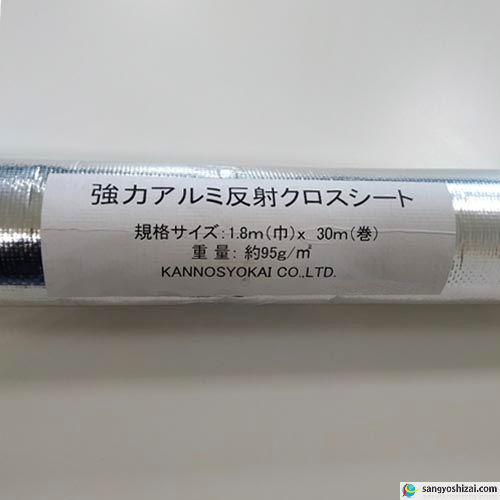 強力アルミ反射クロスシート
規格サイズ:1.8m(巾)x 30m(巻)
重量: 約95g/㎡
KANNOSYOKAI CO.,LTD.
sangyoshizai.com